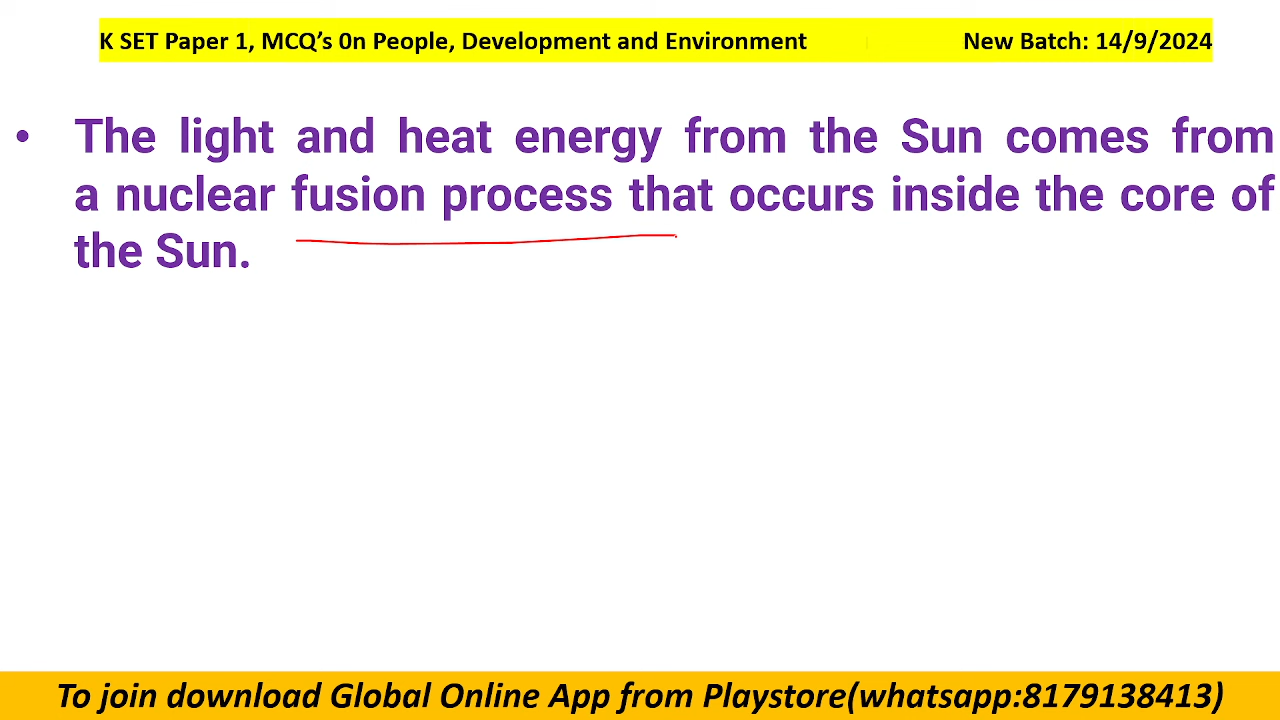 K SET Paper 1, MCQ’s 0n People, Development and Environment New Batch: 14/9/2024
• The light and heat energy from the Sun comes from
a nuclear fusion process that occurs inside the core of
the Sun.
To join download Global Online App from Playstore(whatsapp:8179138413)